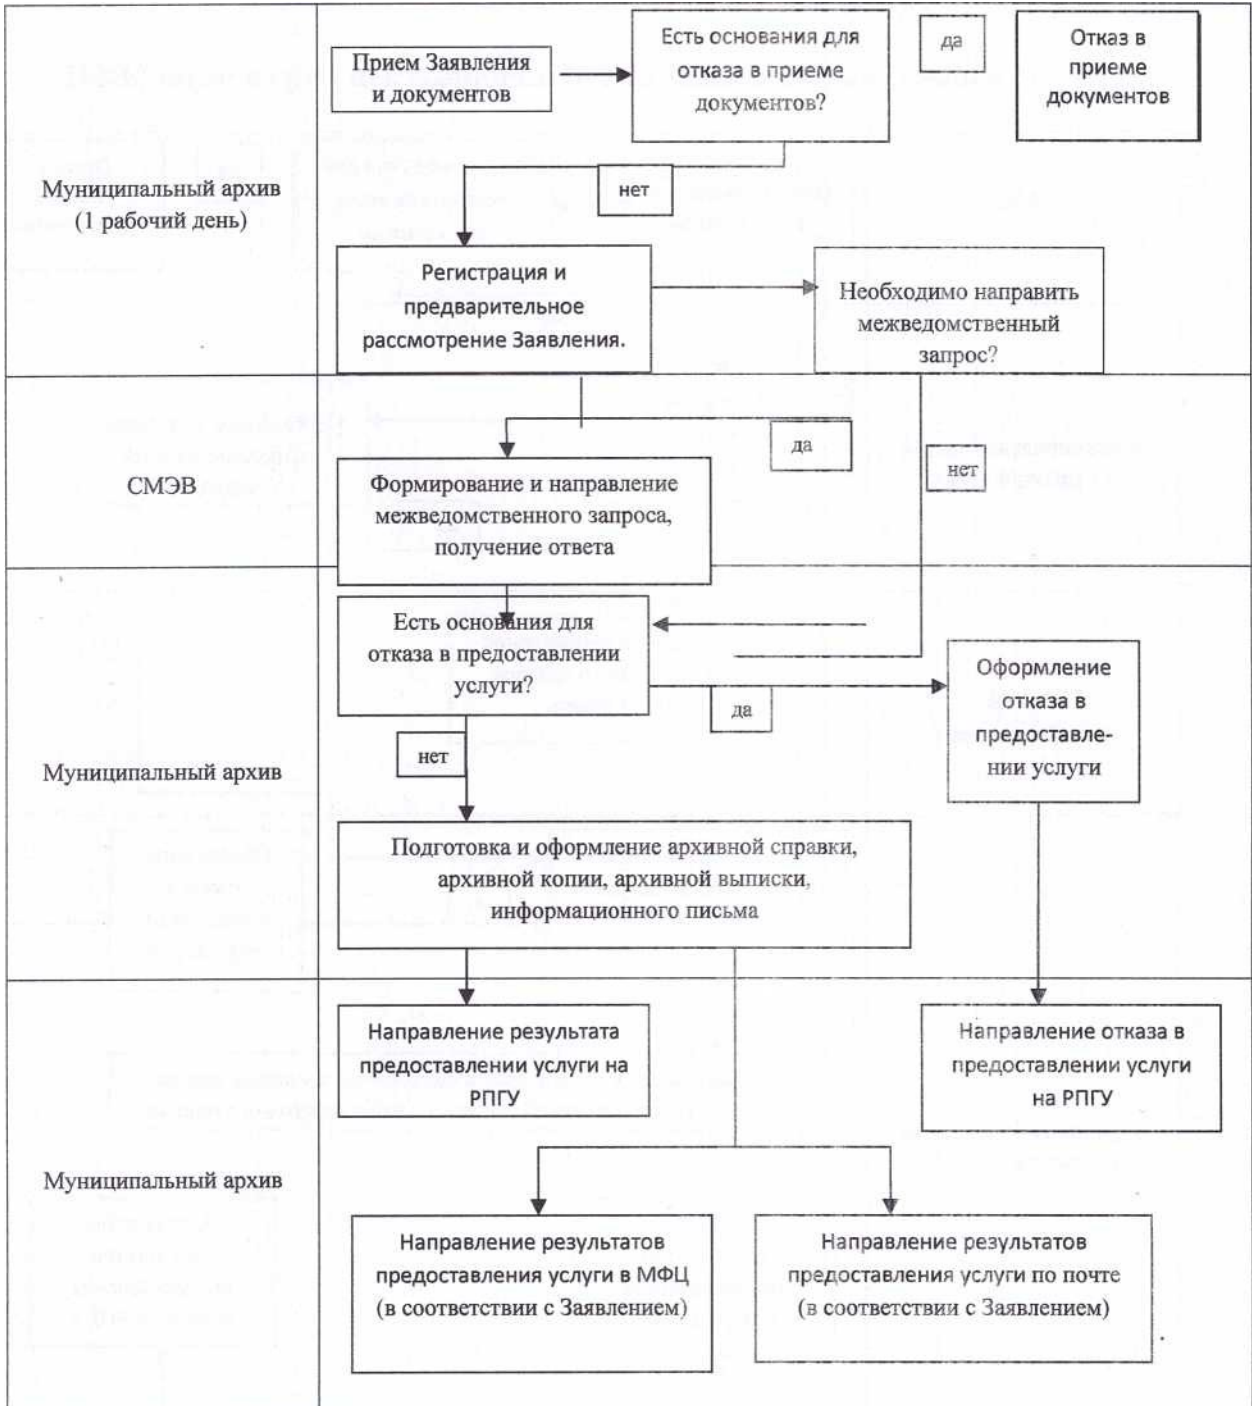 Прием Заявления
и документов
Есть основания для
отказа в приеме
документов?
да
Отказ в
приеме
документов
Муниципальный архив
(1 рабочий день)
нет
Регистрация и
предварительное
рассмотрение Заявления.
Необходимо направить
межведомственный
запрос?
СМЭВ
да
нет
Формирование и направление
межведомственного запроса,
получение ответа
Муниципальный архив
Есть основания для
отказа в предоставлении
услуги?
да
Оформление
отказа в
предоставле-
нии услуги
нет
Подготовка и оформление архивной справки,
архивной копии, архивной выписки,
информационного письма
Муниципальный архив
Направление результата
предоставлении услуги на
РПГУ
Направление отказа в
предоставлении услуги
на РПГУ
Направление результатов
предоставления услуги в МФЦ
(в соответствии с Заявлением)
Направление результатов
предоставления услуги по почте
(в соответствии с Заявлением)